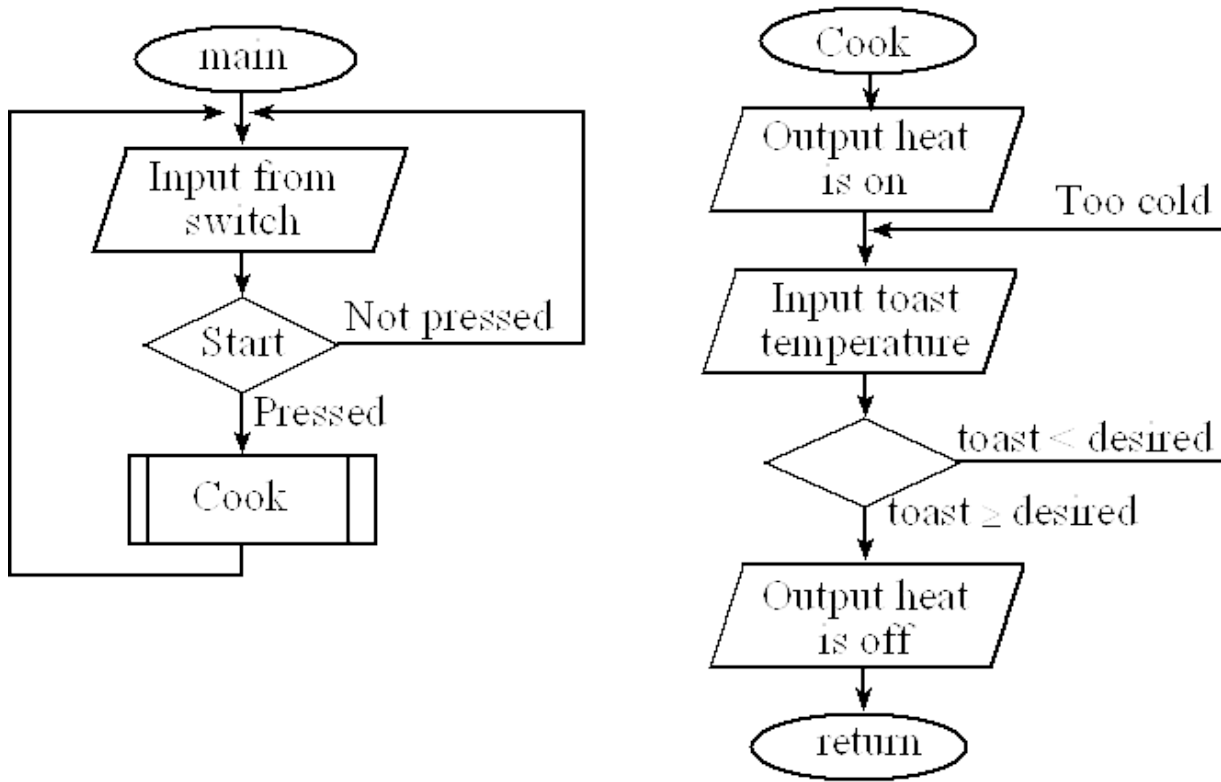 main
Input from
switch
Start
Not pressed
Pressed
Cook
Cook
Output heat
is on
Too cold
Input toast
temperature
toast < desired
toast ≥ desired
Output heat
is off
return